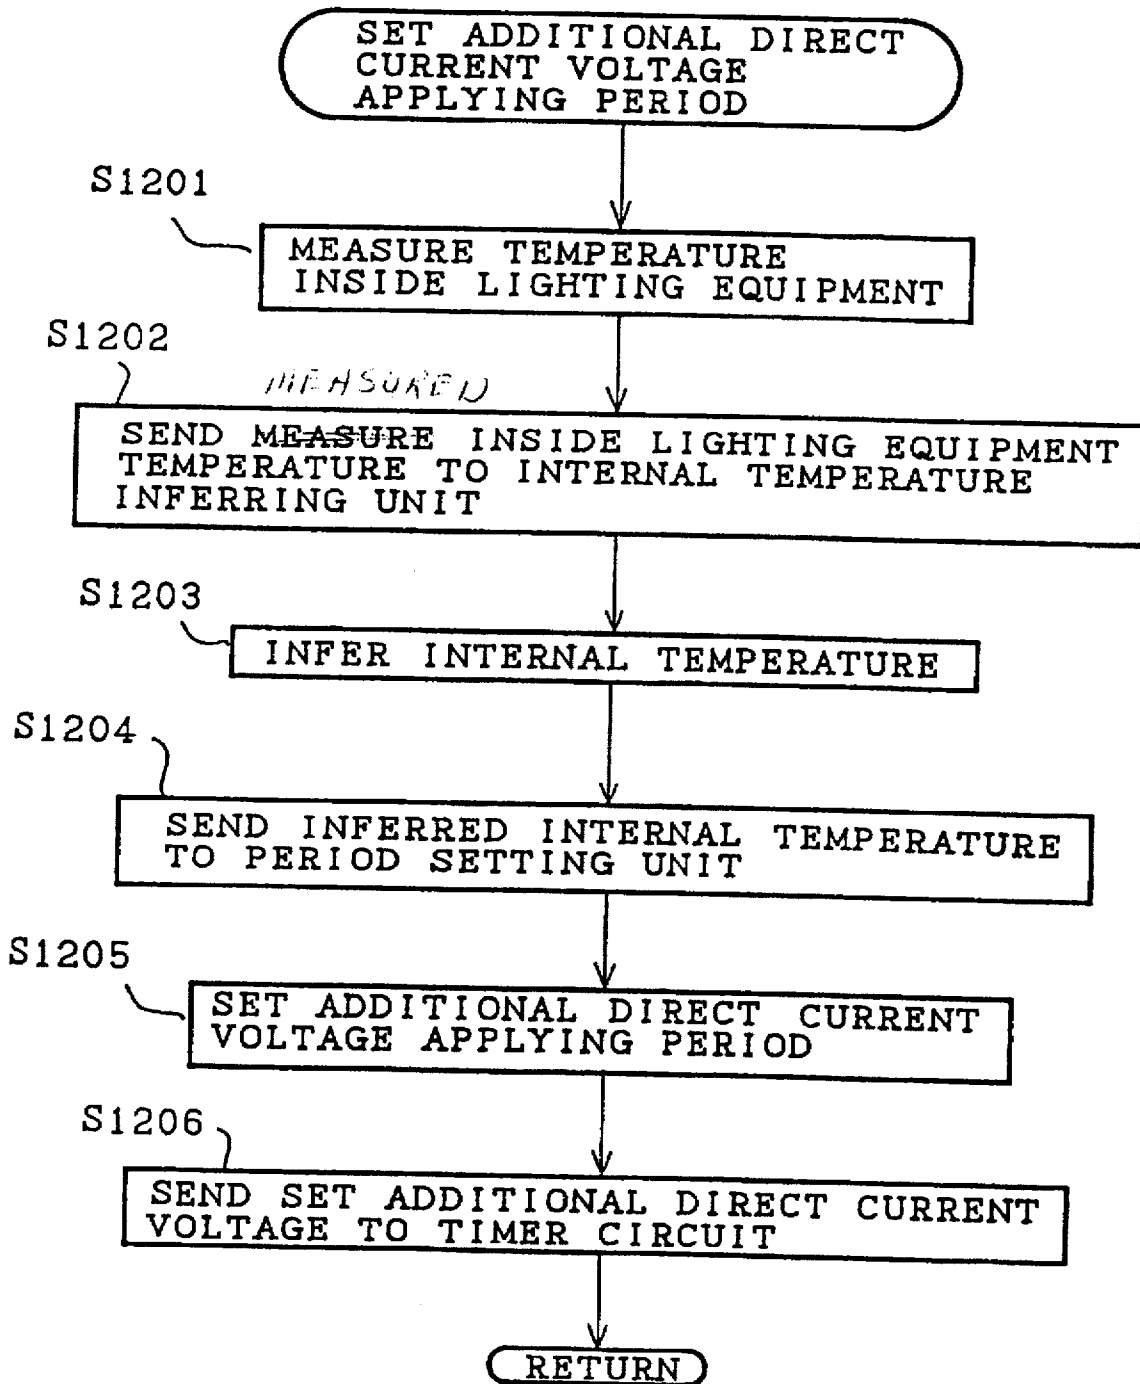 SET ADDITIONAL DIRECT
CURRENT VOLTAGE
APPLYING PERIOD
S1201
MEASURE TEMPERATURE
INSIDE LIGHTING EQUIPMENT
S1202
MEASURED
SEND MEASURE INSIDE LIGHTING EQUIPMENT
TEMPERATURE TO INTERNAL TEMPERATURE
INFERRING UNIT
S1203
INFER INTERNAL TEMPERATURE
S1204
SEND INFERRED INTERNAL TEMPERATURE
TO PERIOD SETTING UNIT
S1205
SET ADDITIONAL DIRECT CURRENT
VOLTAGE APPLYING PERIOD
S1206
SEND SET ADDITIONAL DIRECT CURRENT
VOLTAGE TO TIMER CIRCUIT
RETURN